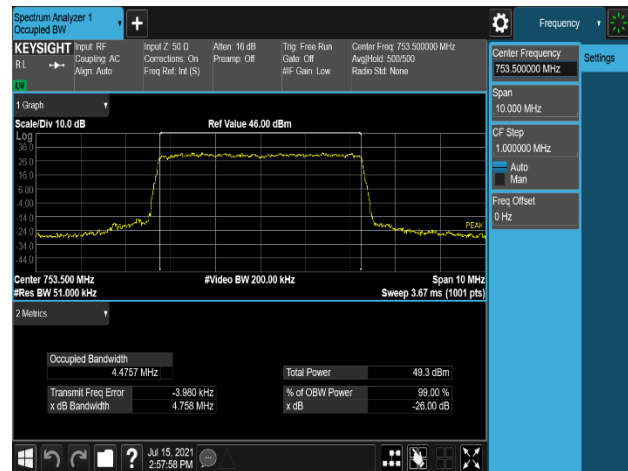 Spectrum Analyzer 1
Occupied BW
Frequency
KEYSIGHT
RL
Input: RF
Coupling: AC
Align: Auto
Input Z: 50 Ω
Corrections: On
Freq Ref: Int (S)
Atten: 16 dB
Preamp: Off
Trig: Free Run
Gate: Off
#IF Gain: Low
Center Freq: 753.500000 MHz
Avg|Hold: 500/500
Radio Std: None
Center Frequency
753.500000 MHz
Settings
Span
10.000 MHz
CF Step
1.000000 MHz
Auto
Man
Freq Offset
0 Hz
1 Graph
Scale/Div 10.0 dB
Ref Value 46.00 dBm
Log
36.0
26.0
16.0
6.00
-4.00
-14.0
-24.0
-34.0
-44.0
PEAK
Center 753.500 MHz
#Video BW 200.00 kHz
Span 10 MHz
#Res BW 51.000 kHz
Sweep 3.67 ms (1001 pts)
2 Metrics
Occupied Bandwidth
4.4757 MHz
Total Power 49.3 dBm
Transmit Freq Error -3.980 kHz
% of OBW Power 99.00 %
x dB Bandwidth 4.758 MHz
x dB -26.00 dB
Jul 15, 2021
2:57:58 PM